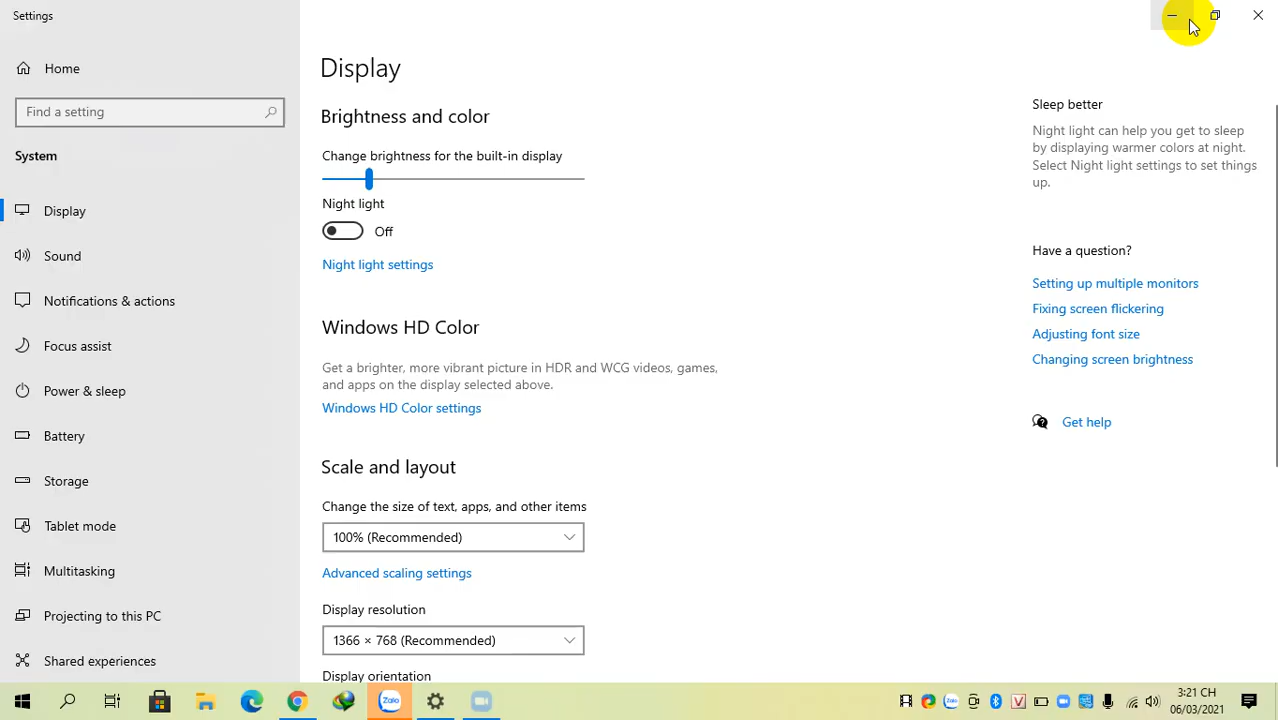 Settings
Home
Find a setting
System
Display
Sound
Notifications & actions
Focus assist
Power & sleep
Battery
Storage
Tablet mode
Multitasking
Projecting to this PC
Shared experiences
Display
Brightness and color
Change brightness for the built-in display
Night light
Off
Night light settings
Windows HD Color
Get a brighter, more vibrant picture in HDR and WCG videos, games,
and apps on the display selected above.
Windows HD Color settings
Scale and layout
Change the size of text, apps, and other items
100% (Recommended)
Advanced scaling settings
Display resolution
1366 × 768 (Recommended)
Display orientation
Sleep better
Night light can help you get to sleep
by displaying warmer colors at night.
Select Night light settings to set things
up.
Have a question?
Setting up multiple monitors
Fixing screen flickering
Adjusting font size
Changing screen brightness
Get help
Zalo
Zalo
V
3:21 CH
06/03/2021